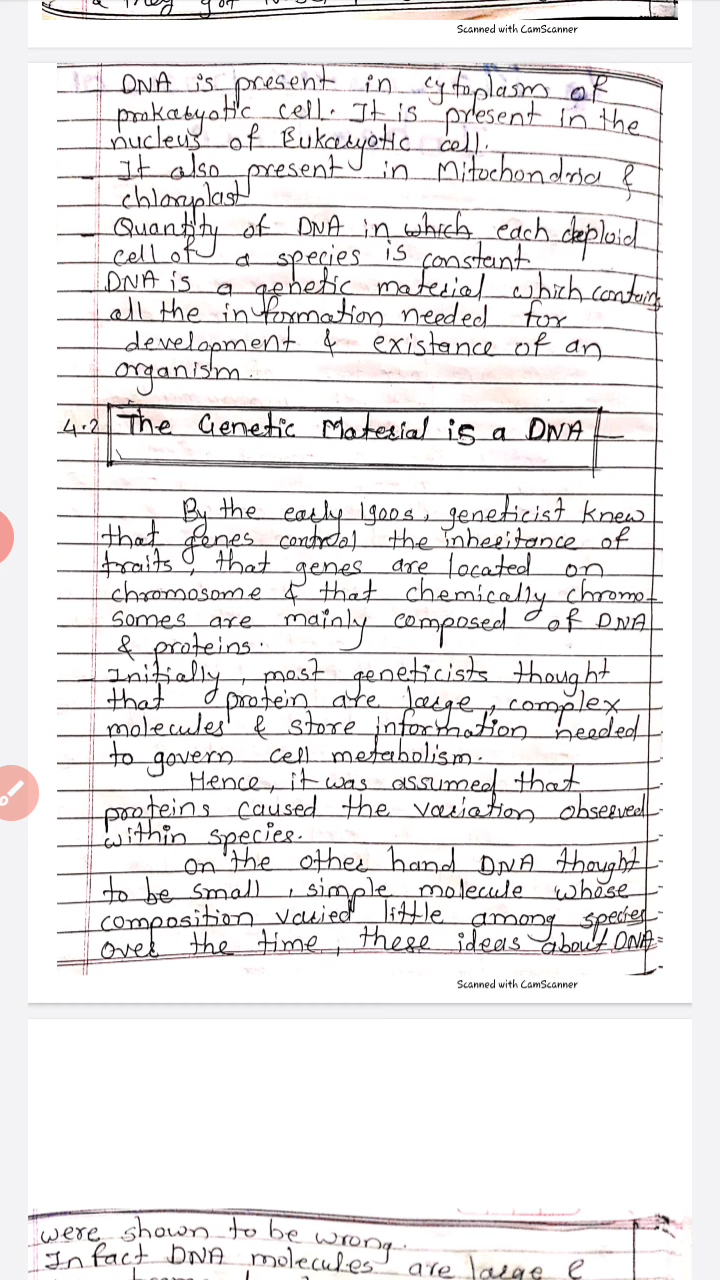 Scanned with CamScanner
DNA is present in cytoplasm of
prokaryotic cell. It is present in the
nucleus of Eukaryotic cell.
- It also present in Mitochondria &
chloroplast
- Quantity of DNA in which each deploid
cell of a species is constant
DNA is a genetic material which contains
all the information needed for
development & existance of an
organism.
4.2 The Genetic Material is a DNA
By the early 1900s, geneticist knew
that genes control the inheritance of
traits, that genes are located on
chromosome & that chemically chromo-
somes are mainly composed of DNA
& proteins.
- Initially, most geneticists thought
that protein are large, complex
molecules & store information needed
to govern cell metabolism.
Hence, it was assumed that
proteins caused the variation observed
within species.
On the other hand DNA thought
to be small, simple molecule whose
composition varied little among species
Over the time, these ideas about DNA
Scanned with CamScanner
were shown to be wrong.
In fact DNA molecules are large &